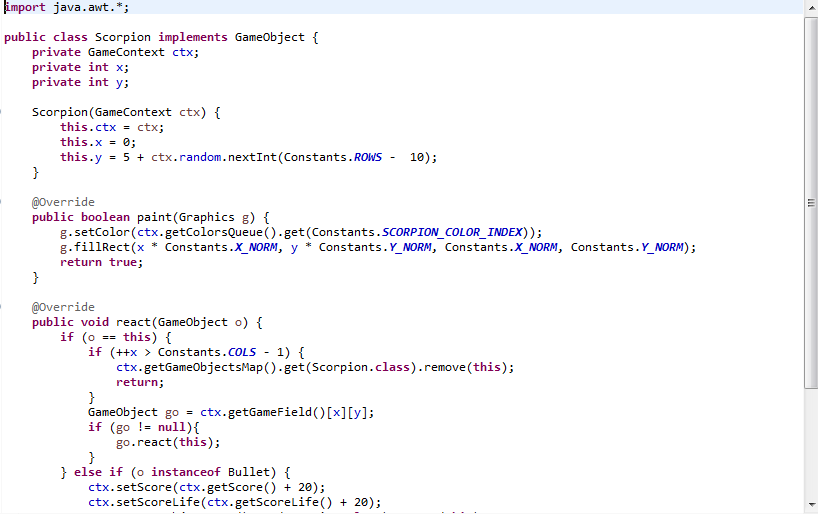 import java.awt.*;

public class Scorpion implements GameObject {
    private GameContext ctx;
    private int x;
    private int y;

    Scorpion(GameContext ctx) {
        this.ctx = ctx;
        this.x = 0;
        this.y = 5 + ctx.random.nextInt(Constants.ROWS -  10);
    }

    @Override
    public boolean paint(Graphics g) {
        g.setColor(ctx.getColorsQueue().get(Constants.SCORPION_COLOR_INDEX));
        g.fillRect(x * Constants.X_NORM, y * Constants.Y_NORM, Constants.X_NORM, Constants.Y_NORM);
        return true;
    }

    @Override
    public void react(GameObject o) {
        if (o == this) {
            if (++x > Constants.COLS - 1) {
                ctx.getGameObjectsMap().get(Scorpion.class).remove(this);
                return;
            }
            GameObject go = ctx.getGameField()[x][y];
            if (go != null){
                go.react(this);
            }
        } else if (o instanceof Bullet) {
            ctx.setScore(ctx.getScore() + 20);
            ctx.setScoreLife(ctx.getScoreLife() + 20);